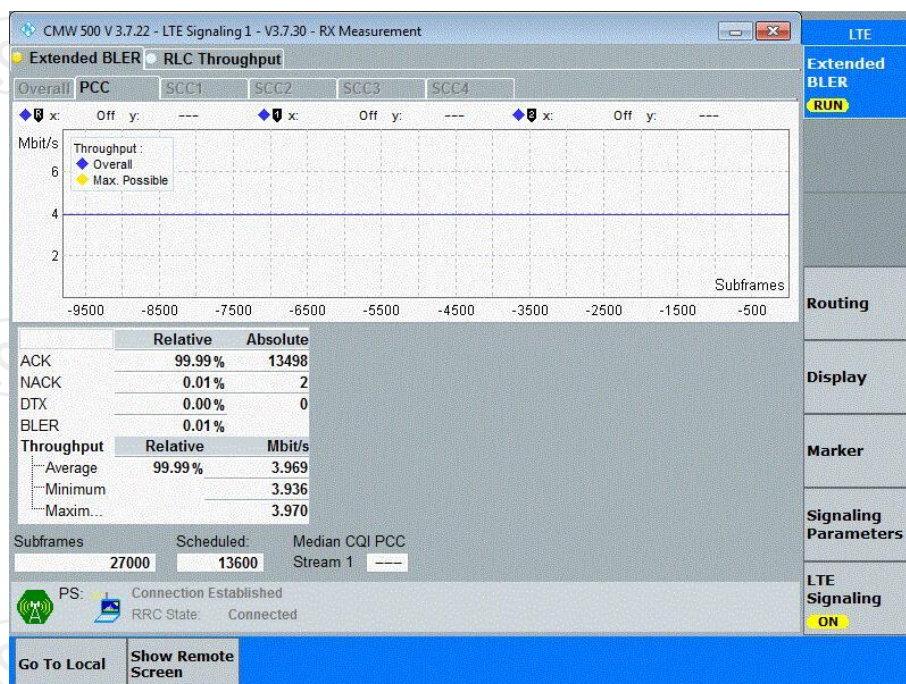 CMW 500 V 3.7.22 - LTE Signaling 1 - V3.7.30 - RX Measurement
LTE
Extended BLER RLC Throughput
Extended BLER
RUN
Overall PCC SCC1 SCC2 SCC3 SCC4
R x: Off y: --- 1 x: Off y: --- 2 x: Off y: ---
Mbit/s
Throughput :
Overall
Max. Possible
6
4
2
Subframes
-9500 -8500 -7500 -6500 -5500 -4500 -3500 -2500 -1500 -500
Relative Absolute
ACK 99.99 % 13498
NACK 0.01 % 2
DTX 0.00 % 0
BLER 0.01 %
Throughput Relative Mbit/s
Average 99.99 % 3.969
Minimum 3.936
Maxim... 3.970
Subframes Scheduled: Median CQI PCC
27000 13600 Stream 1 ---
PS: Connection Established
RRC State: Connected
Routing
Display
Marker
Signaling
Parameters
LTE
Signaling
ON
Go To Local
Show Remote
Screen